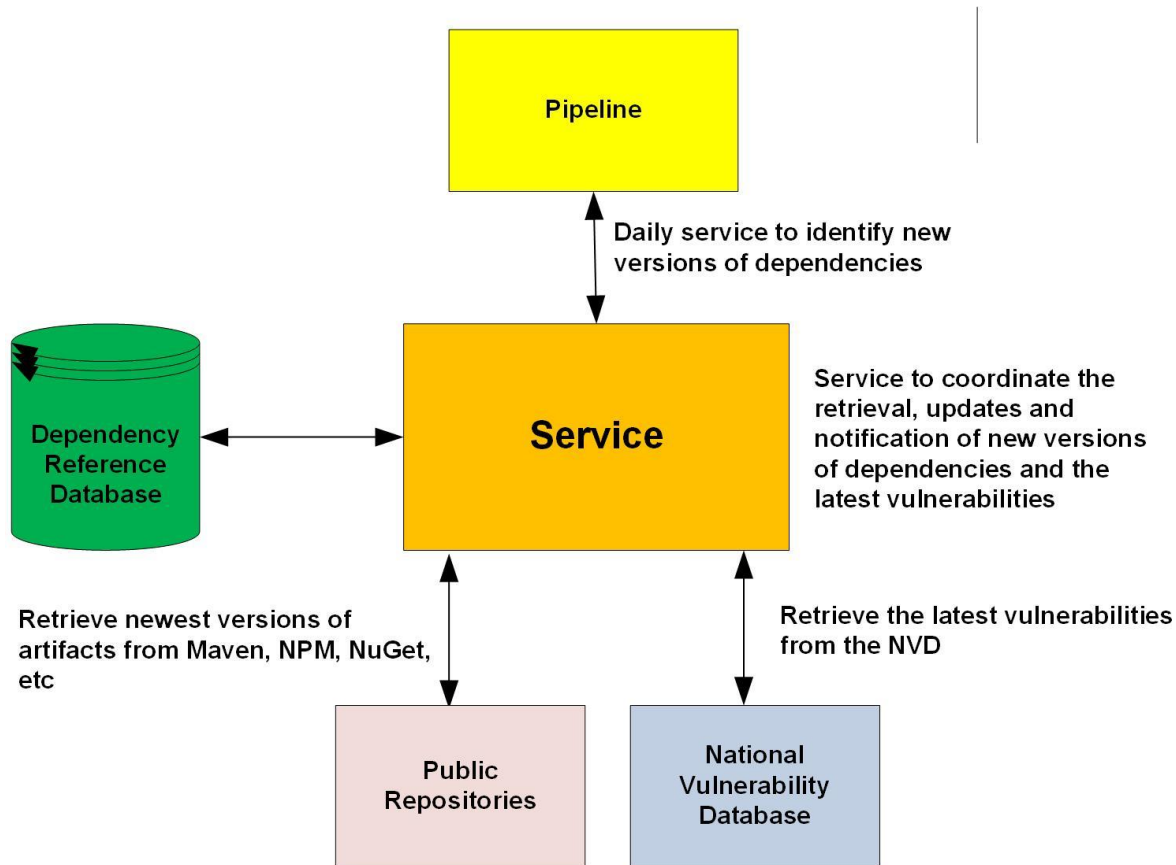 Pipeline
Daily service to identify new
versions of dependencies
Dependency
Reference
Database
Service
Service to coordinate the
retrieval, updates and
notification of new versions
of dependencies and the
latest vulnerabilities
Retrieve newest versions of
artifacts from Maven, NPM, NuGet,
etc
Retrieve the latest vulnerabilities
from the NVD
Public
Repositories
National
Vulnerability
Database